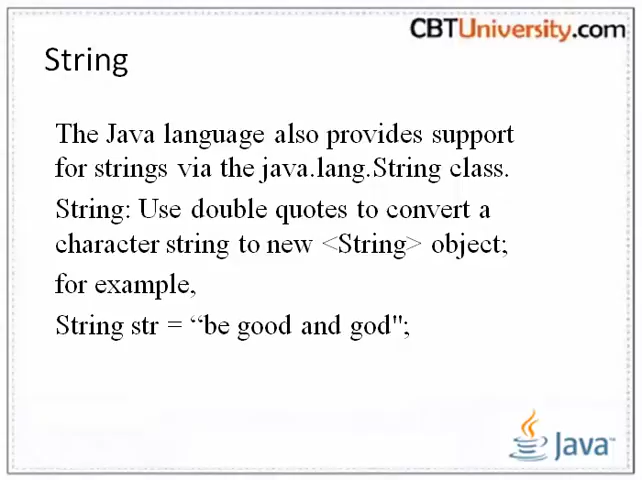 CBTUniversity.com
String
The Java language also provides support
for strings via the java.lang.String class.
String: Use double quotes to convert a
character string to new <String> object;
for example,
String str = “be good and god";
Java™